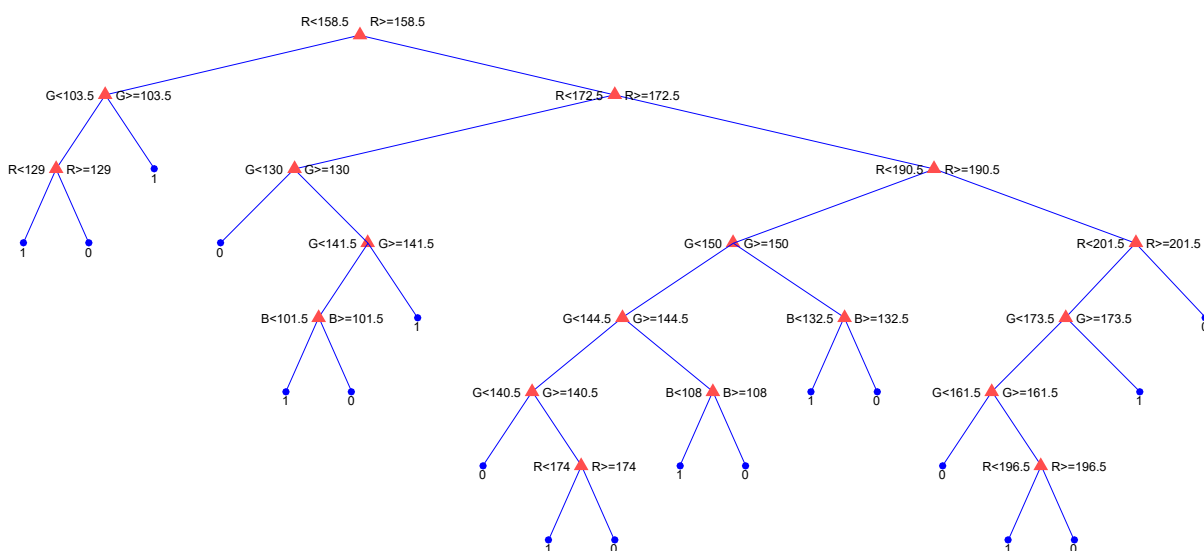 R<158.5 R>=158.5
G<103.5 G>=103.5 R<172.5 R>=172.5
R<129 R>=129 1 G<130 G>=130 R<190.5 R>=190.5
1 0 0 G<141.5 G>=141.5 G<150 G>=150 R<201.5 R>=201.5
B<101.5 B>=101.5 1 G<144.5 G>=144.5 B<132.5 B>=132.5 G<173.5 G>=173.5 0
1 0 G<140.5 G>=140.5 B<108 B>=108 1 0 G<161.5 G>=161.5 1
0 R<174 R>=174 1 0 0 R<196.5 R>=196.5
1 0 1 0